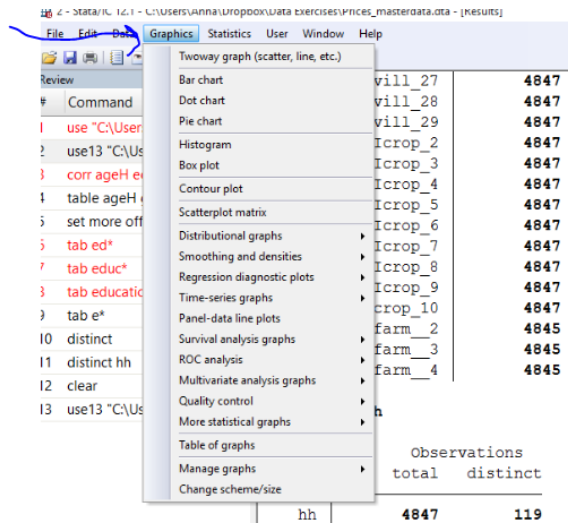 2 - Stata/IC 12.1 - C:\Users\Anna\Dropbox\Data Exercises\Prices_masterdata.dta - [Results]
File Edit Data Graphics Statistics User Window Help
Review
# Command
1 use "C:\User
2 use13 "C:\Us
3 corr ageH e
4 table ageH
5 set more off
6 tab ed*
7 tab educ*
8 tab educatio
9 tab e*
10 distinct
11 distinct hh
12 clear
13 use13 "C:\Us
Twoway graph (scatter, line, etc.)
Bar chart
Dot chart
Pie chart
Histogram
Box plot
Contour plot
Scatterplot matrix
Distributional graphs
Smoothing and densities
Regression diagnostic plots
Time-series graphs
Panel-data line plots
Survival analysis graphs
ROC analysis
Multivariate analysis graphs
Quality control
More statistical graphs
Table of graphs
Manage graphs
Change scheme/size
vill_27 4847
vill_28 4847
vill_29 4847
Icrop_2 4847
Icrop_3 4847
Icrop_4 4847
Icrop_5 4847
Icrop_6 4847
Icrop_7 4847
Icrop_8 4847
Icrop_9 4847
crop_10 4847
farm__2 4845
farm__3 4845
farm__4 4845
h
Observations
total distinct
hh 4847 119